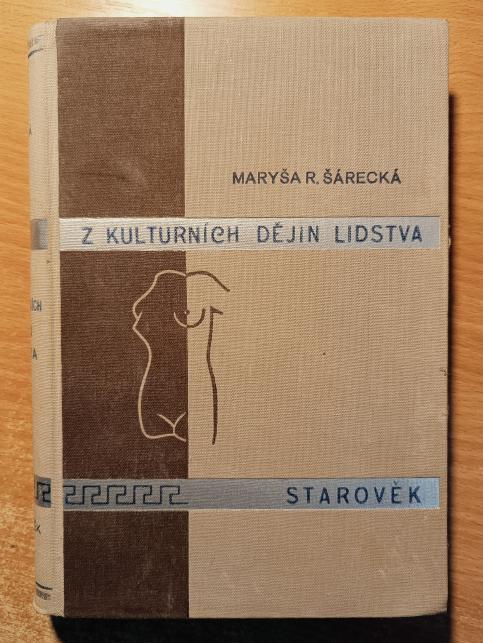 MARYŠA R. ŠÁRECKÁ
Z KULTURNÍCH DĚJIN LIDSTVA
STAROVĚK